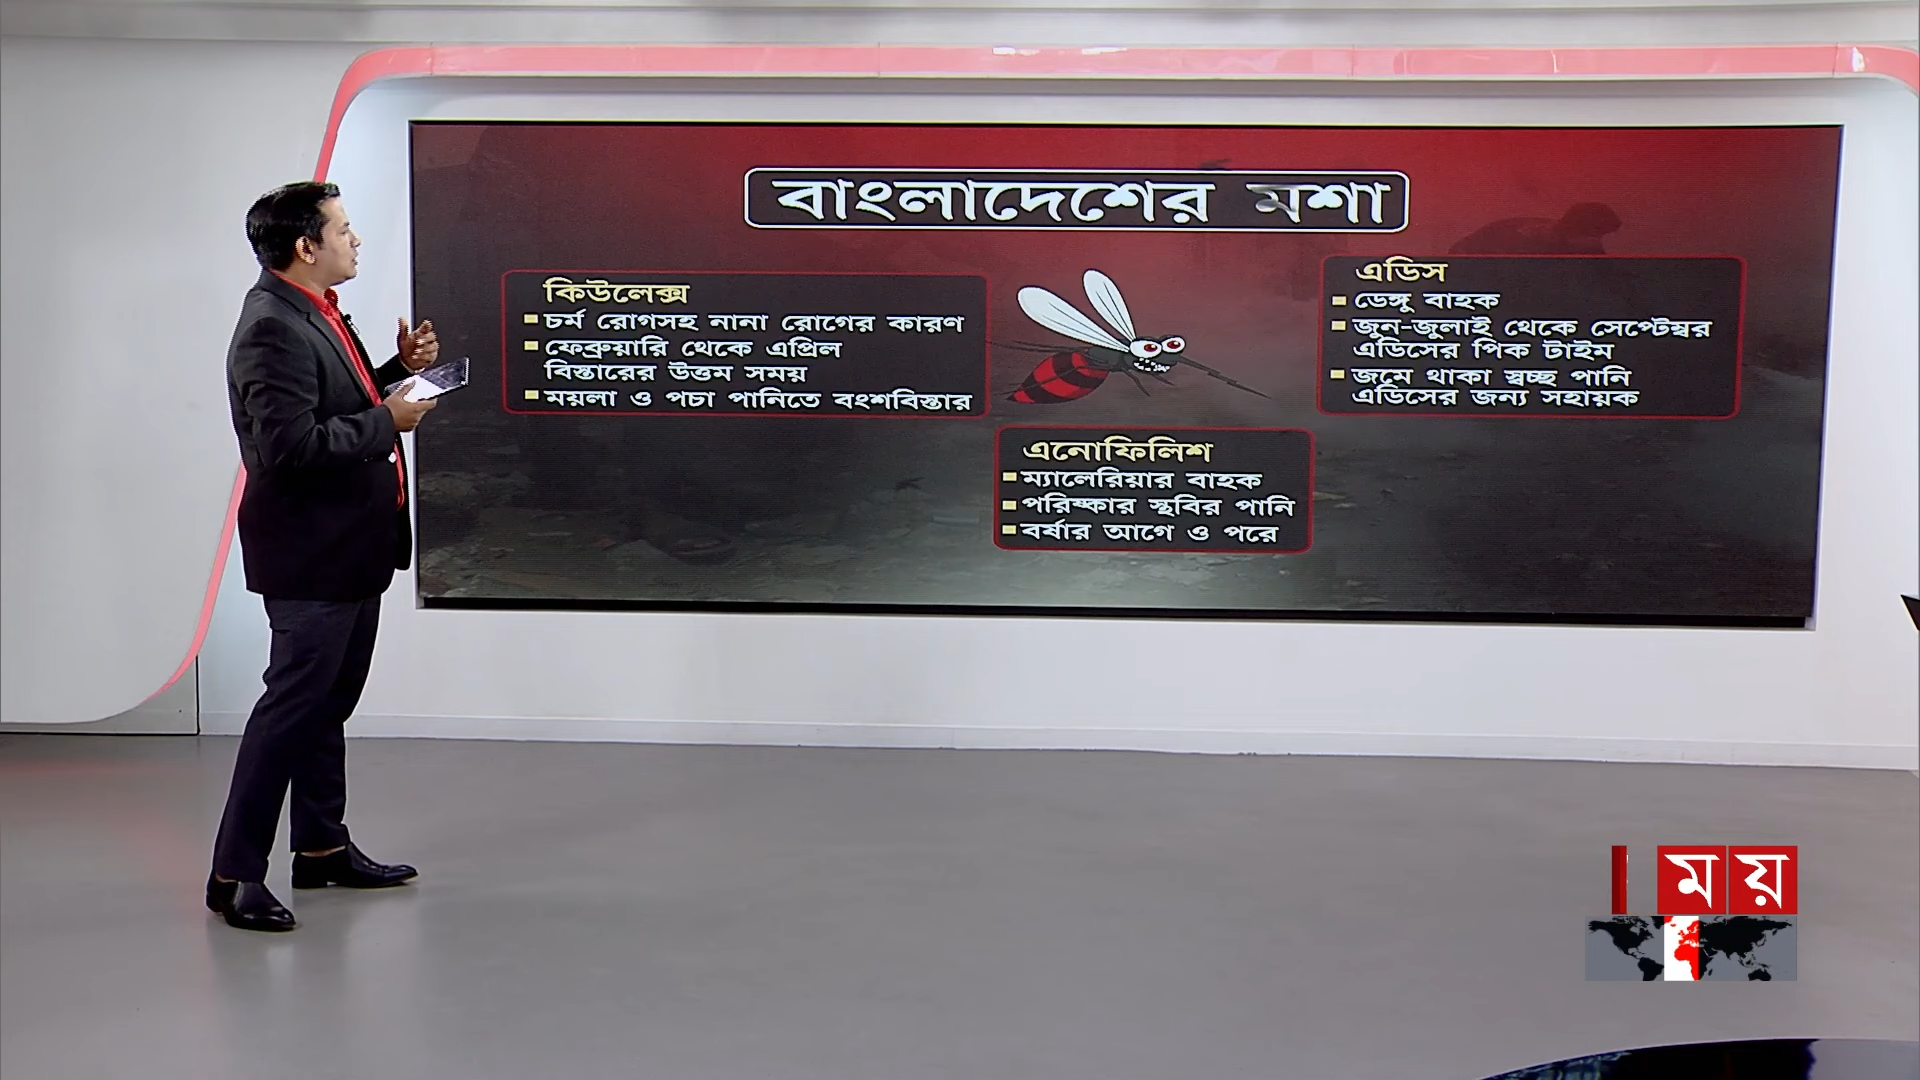 বাংলাদেশের মশা
কিউলেক্স
চর্ম রোগসহ নানা রোগের কারণ
ফেব্রুয়ারি থেকে এপ্রিল
বিস্তারের উত্তম সময়
ময়লা ও পচা পানিতে বংশবিস্তার
এডিস
ডেঙ্গু বাহক
জুন-জুলাই থেকে সেপ্টেম্বর
এডিসের পিক টাইম
জমে থাকা স্বচ্ছ পানি
এডিসের জন্য সহায়ক
এনোফিলিশ
ম্যালেরিয়ার বাহক
পরিস্কার স্থবির পানি
বর্ষার আগে ও পরে
ময়